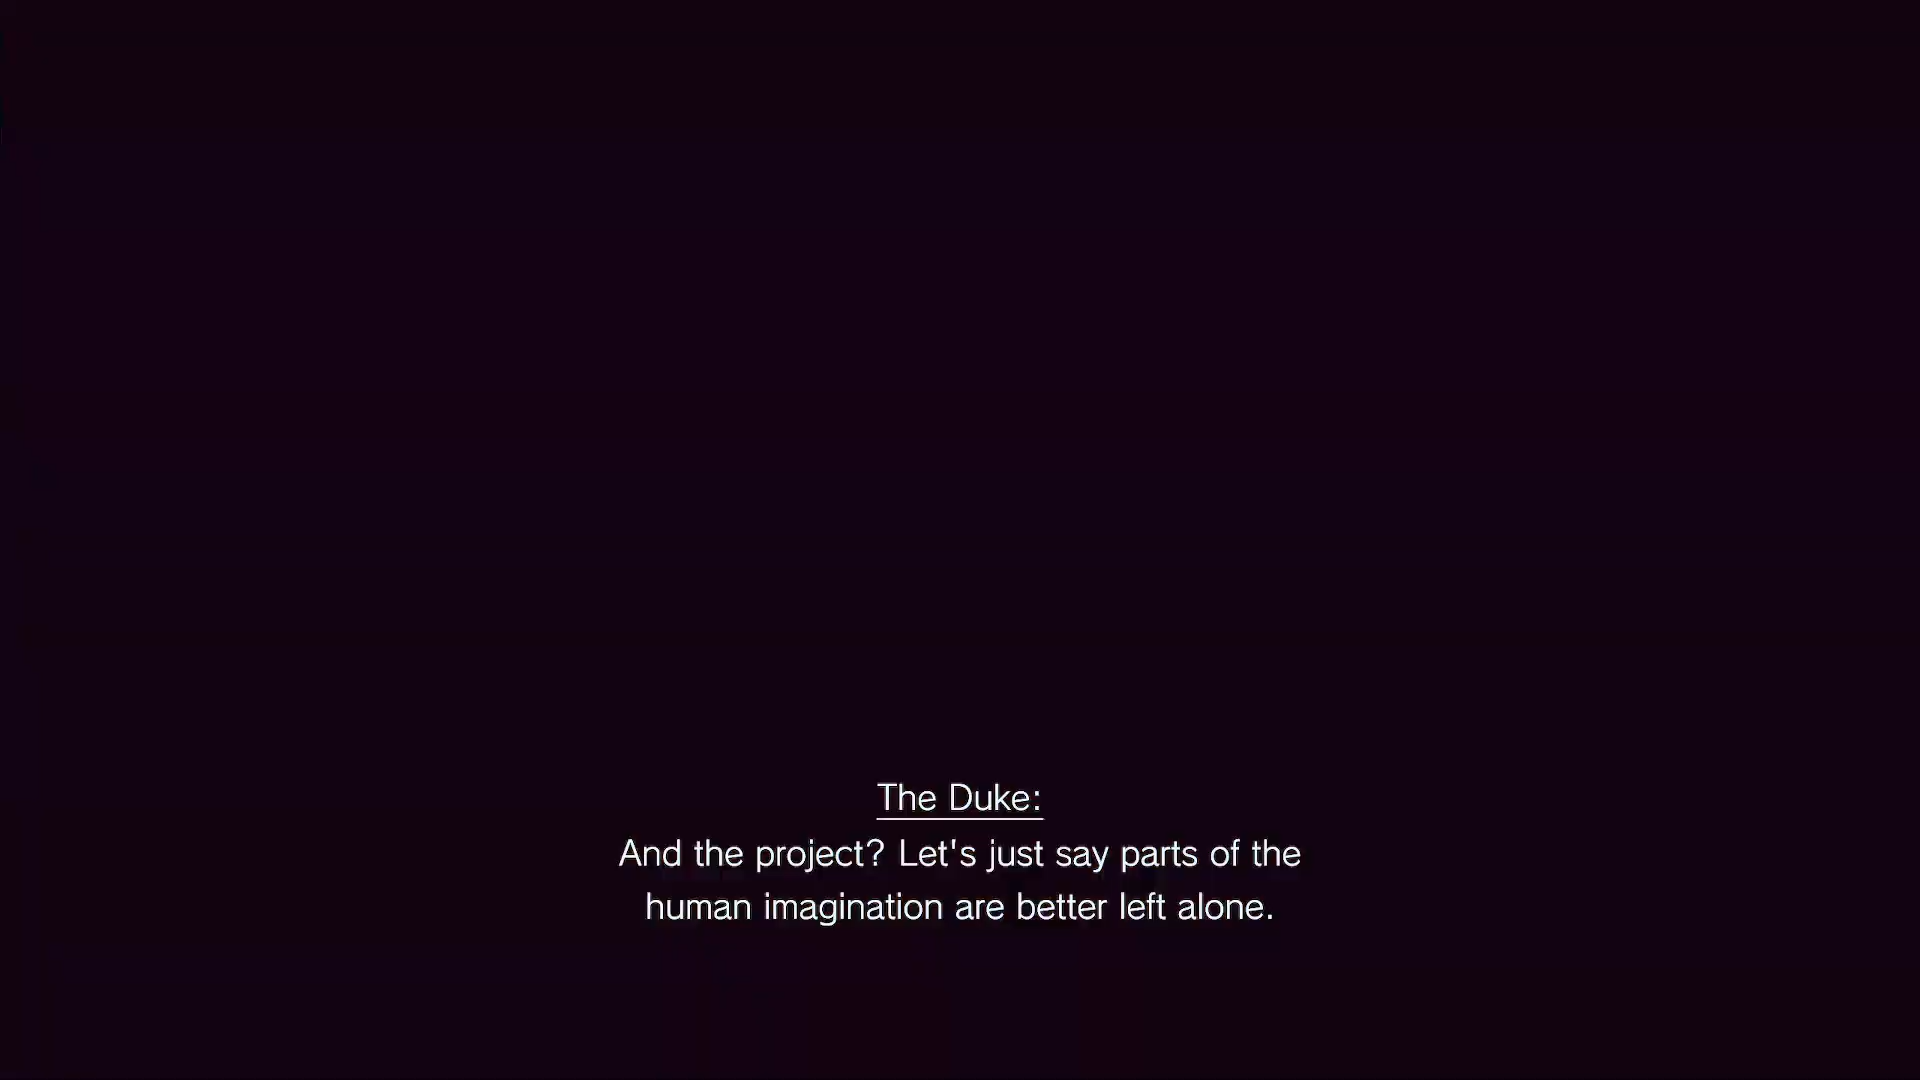 The Duke:
And the project? Let's just say parts of the
human imagination are better left alone.